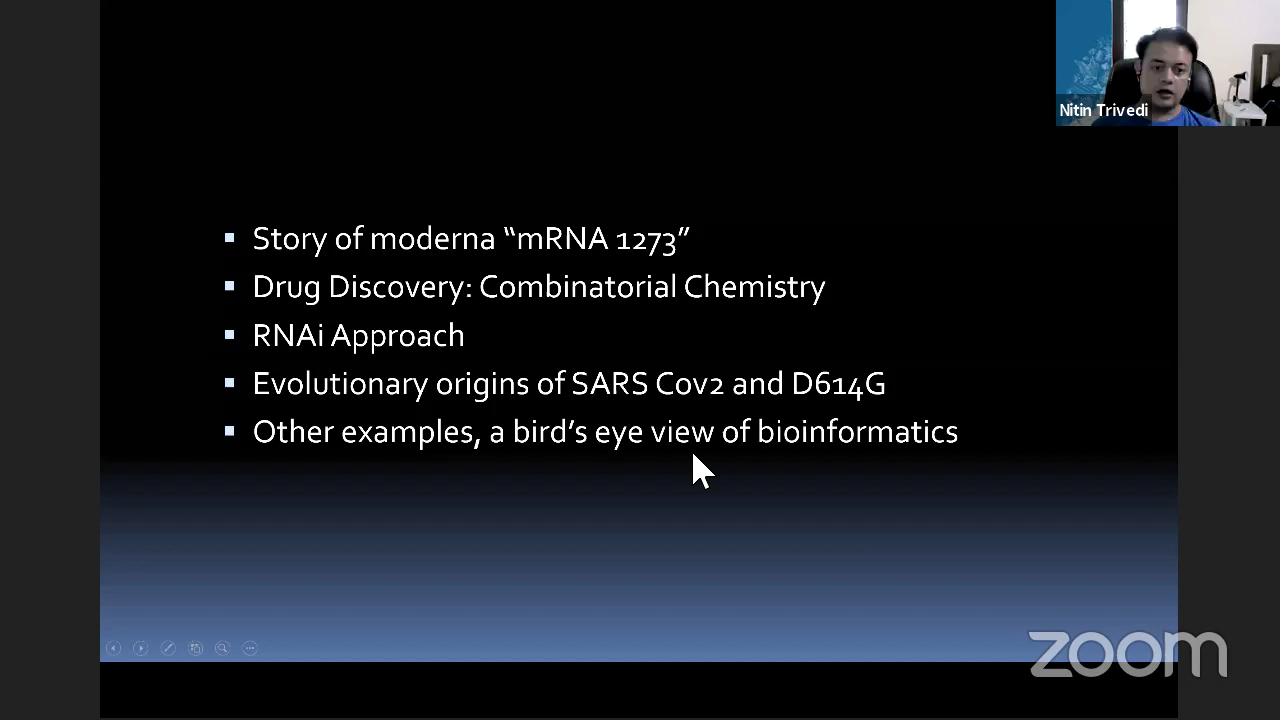 Nitin Trivedi
Story of moderna “mRNA 1273”
Drug Discovery: Combinatorial Chemistry
RNAi Approach
Evolutionary origins of SARS Cov2 and D614G
Other examples, a bird’s eye view of bioinformatics
zoom